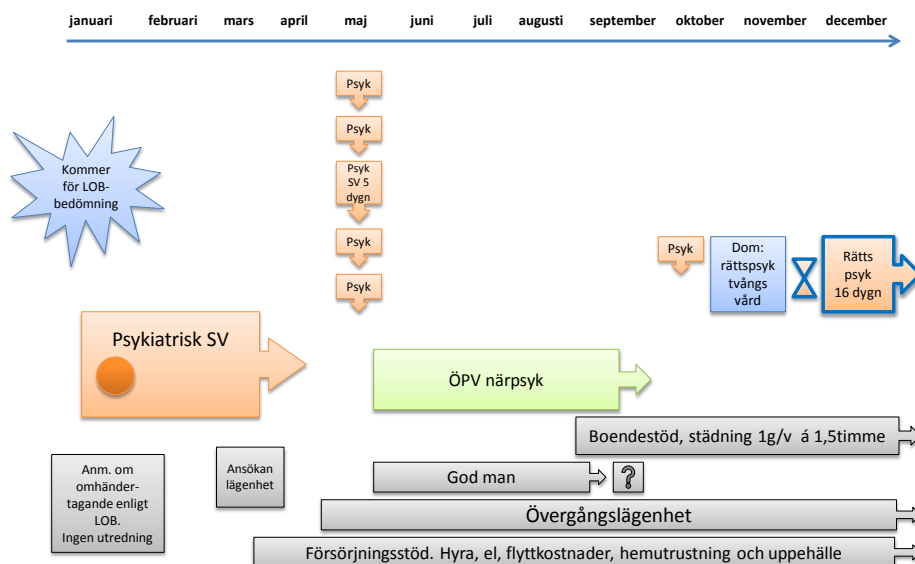 januari februari mars april maj juni juli augusti september oktober november december
Psyk
Psyk
Psyk
SV 5
dygn
Psyk
Psyk
Kommer
för LOB-
bedömning
Psyk
Dom:
rättspsyk
tvångs
vård
Rätts
psyk
16 dygn
Psykiatrisk SV
ÖPV närpsyk
Boendestöd, städning 1g/v á 1,5timme
Anm. om
omhänder-
tagande enligt
LOB.
Ingen utredning
Ansökan
lägenhet
God man
?
Övergångslägenhet
Försörjningsstöd. Hyra, el, flyttkostnader, hemutrustning och uppehälle